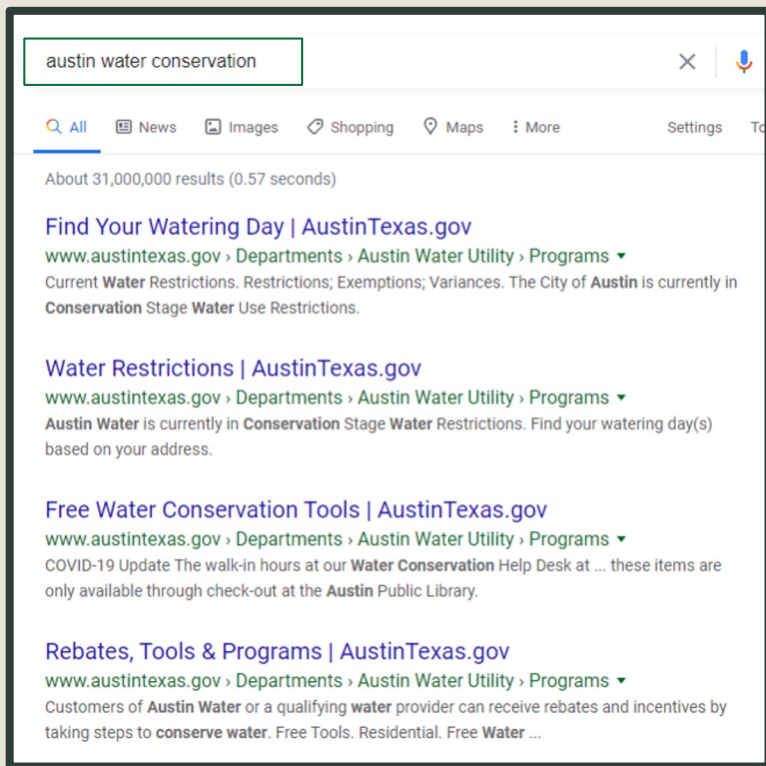 austin water conservation
All News Images Shopping Maps More Settings
About 31,000,000 results (0.57 seconds)
Find Your Watering Day | AustinTexas.gov
www.austintexas.gov › Departments › Austin Water Utility › Programs
Current Water Restrictions. Restrictions; Exemptions; Variances. The City of Austin is currently in
Conservation Stage Water Use Restrictions.
Water Restrictions | AustinTexas.gov
www.austintexas.gov › Departments › Austin Water Utility › Programs
Austin Water is currently in Conservation Stage Water Restrictions. Find your watering day(s)
based on your address.
Free Water Conservation Tools | AustinTexas.gov
www.austintexas.gov › Departments › Austin Water Utility › Programs
COVID-19 Update The walk-in hours at our Water Conservation Help Desk at ... these items are
only available through check-out at the Austin Public Library.
Rebates, Tools & Programs | AustinTexas.gov
www.austintexas.gov › Departments › Austin Water Utility › Programs
Customers of Austin Water or a qualifying water provider can receive rebates and incentives by
taking steps to conserve water. Free Tools. Residential. Free Water ...